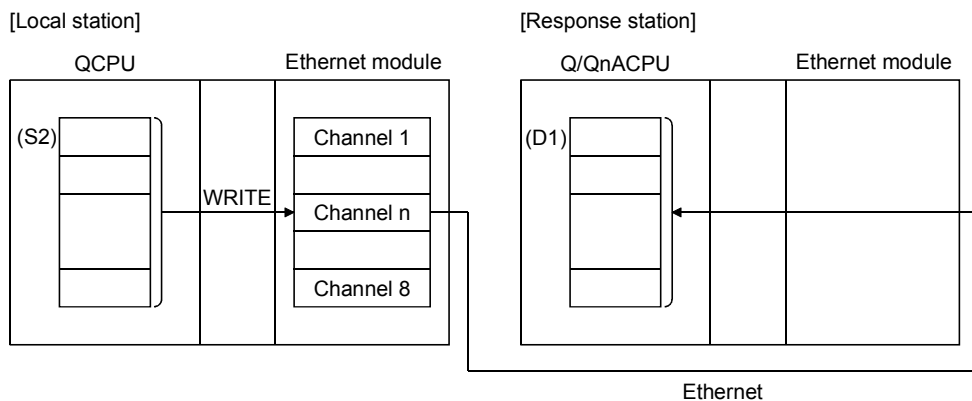 [Local station]
[Response station]
QCPU
Ethernet module
Q/QnACPU
Ethernet module
(S2)
Channel 1
(D1)
WRITE
Channel n
Channel 8
Ethernet